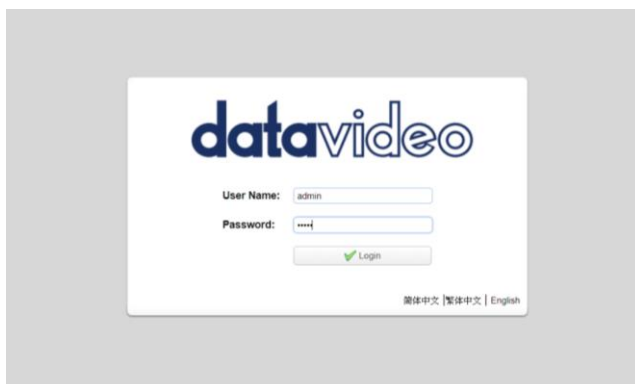 datavideo
User Name: admin
Password: •••••
Login
简体中文 |繁体中文 | English